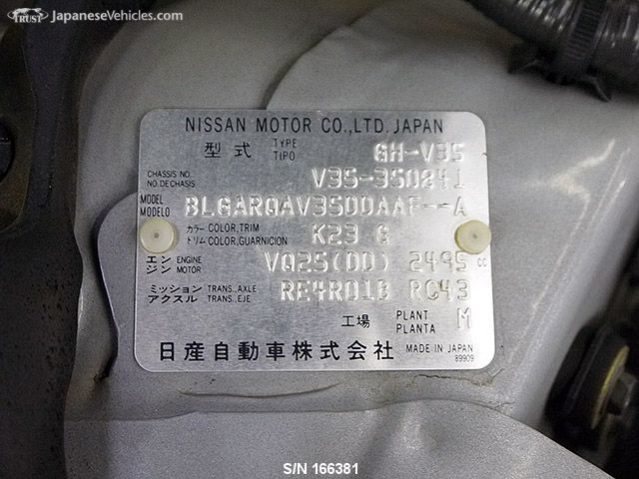 TRUST JapaneseVehicles.com
NISSAN MOTOR CO.,LTD. JAPAN
型式 TYPE TIPO GH-V35
CHASSIS NO. NO.DECHASIS V35-350241
MODEL MODELO BLGARQAV35DDAAF--A
カラー COLOR,TRIM トリム COLOR,GUARNICION K23 G
エンジン ENGINE MOTOR VQ25(DD) 2495 cc
ミッション TRANS.,AXLE アクスル TRANS.,EJE RE4R01B RC43
工場 PLANT PLANTA M
日産自動車株式会社 MADE IN JAPAN
89909
S/N 166381